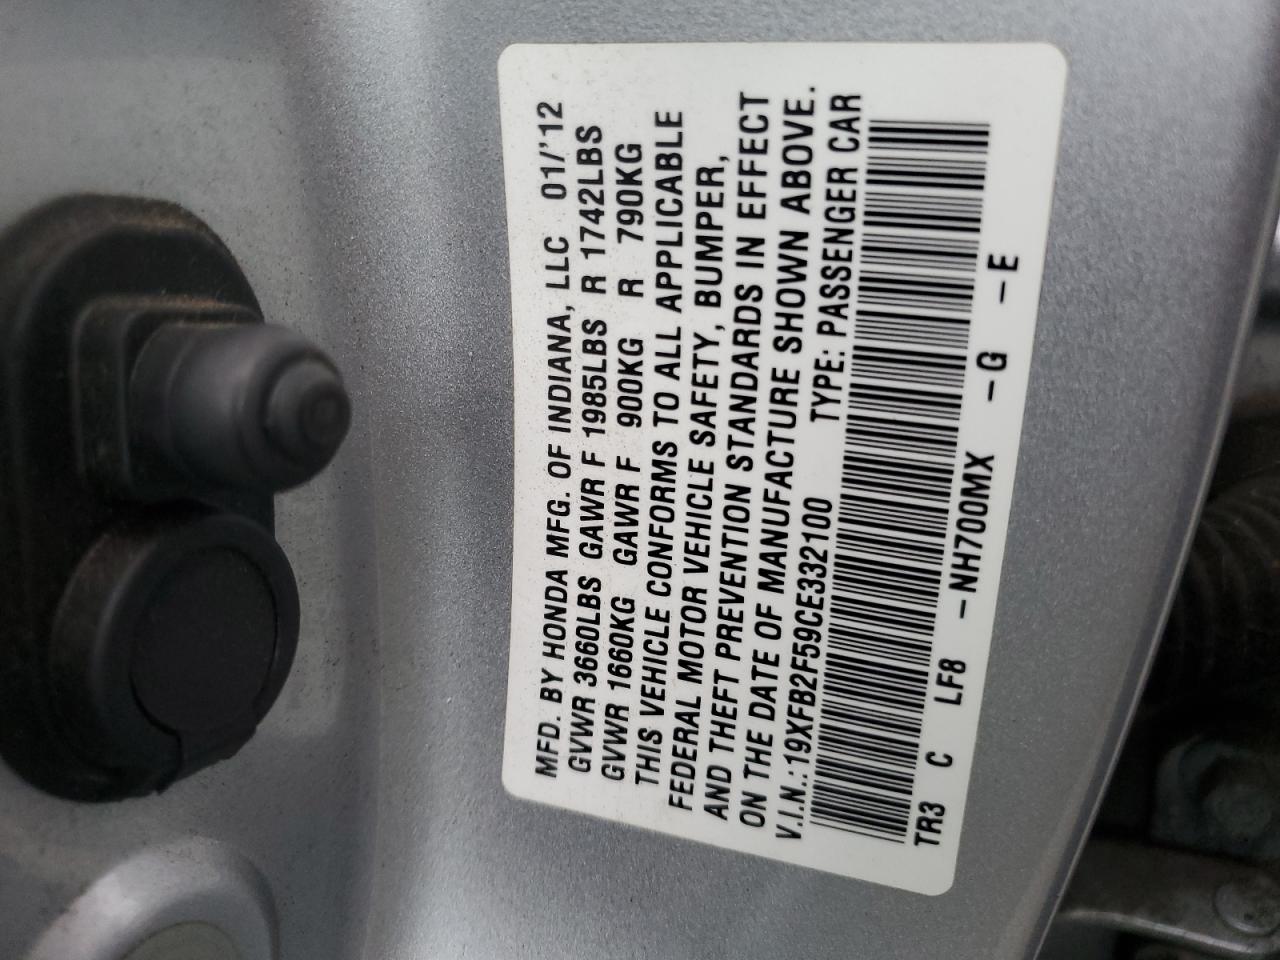 MFD. BY HONDA MFG. OF INDIANA, LLC 01/'12
GVWR 3660LBS GAWR F 1985LBS R 1742LBS
GVWR 1660KG GAWR F 900KG R 790KG
THIS VEHICLE CONFORMS TO ALL APPLICABLE
FEDERAL MOTOR VEHICLE SAFETY, BUMPER,
AND THEFT PREVENTION STANDARDS IN EFFECT
ON THE DATE OF MANUFACTURE SHOWN ABOVE.
V.I.N.:19XFB2F59CE332100 TYPE: PASSENGER CAR
TR3 C LF8 -NH700MX -G -E